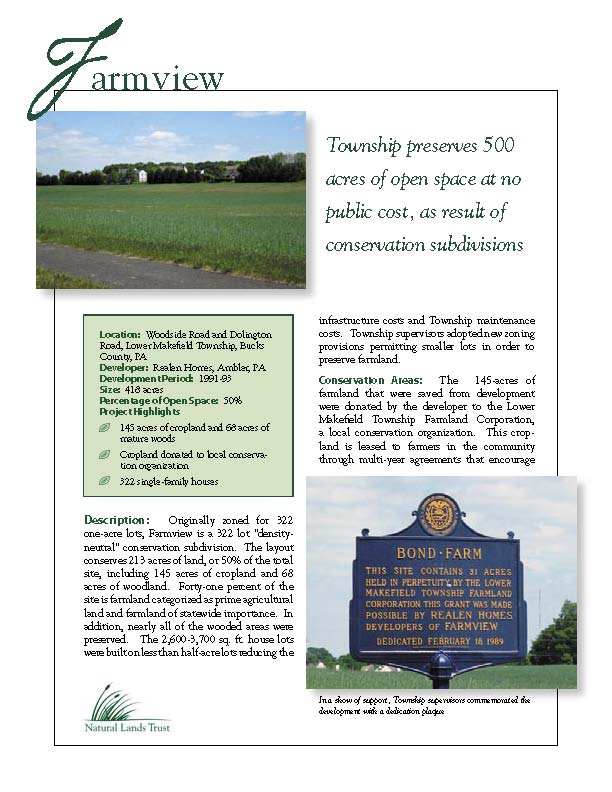 Farmview
Township preserves 500
acres of open space at no
public cost, as result of
conservation subdivisions
Location: Woodside Road and Dolington
Road, Lower Makefield Township, Bucks
County, PA
Developer: Realen Homes, Ambler, PA
Development Period: 1991-93
Size: 418 acres
Percentage of Open Space: 50%
Project Highlights
145 acres of cropland and 68 acres of
mature woods
Cropland donated to local conserva-
tion organization
322 single-family houses
Description: Originally zoned for 322
one-acre lots, Farmview is a 322 lot "density-
neutral" conservation subdivision. The layout
conserves 213 acres of land, or 50% of the total
site, including 145 acres of cropland and 68
acres of woodland. Forty-one percent of the
site is farmland categorized as prime agricultural
land and farmland of statewide importance. In
addition, nearly all of the wooded areas were
preserved. The 2,600-3,700 sq. ft. house lots
were built on less than half-acre lots reducing the
infrastructure costs and Township maintenance
costs. Township supervisors adopted new zoning
provisions permitting smaller lots in order to
preserve farmland.
Conservation Areas: The 145-acres of
farmland that were saved from development
were donated by the developer to the Lower
Makefield Township Farmland Corporation,
a local conservation organization. This crop-
land is leased to farmers in the community
through multi-year agreements that encourage
BOND-FARM
THIS SITE CONTAINS 31 ACRES
HELD IN PERPETUITY BY THE LOWER
MAKEFIELD TOWNSHIP FARMLAND
CORPORATION. THIS GRANT WAS MADE
POSSIBLE BY REALEN HOMES
DEVELOPERS OF FARMVIEW
DEDICATED FEBRUARY 18 1989
In a show of support, Township supervisors commemorated the
development with a dedication plaque
Natural Lands Trust